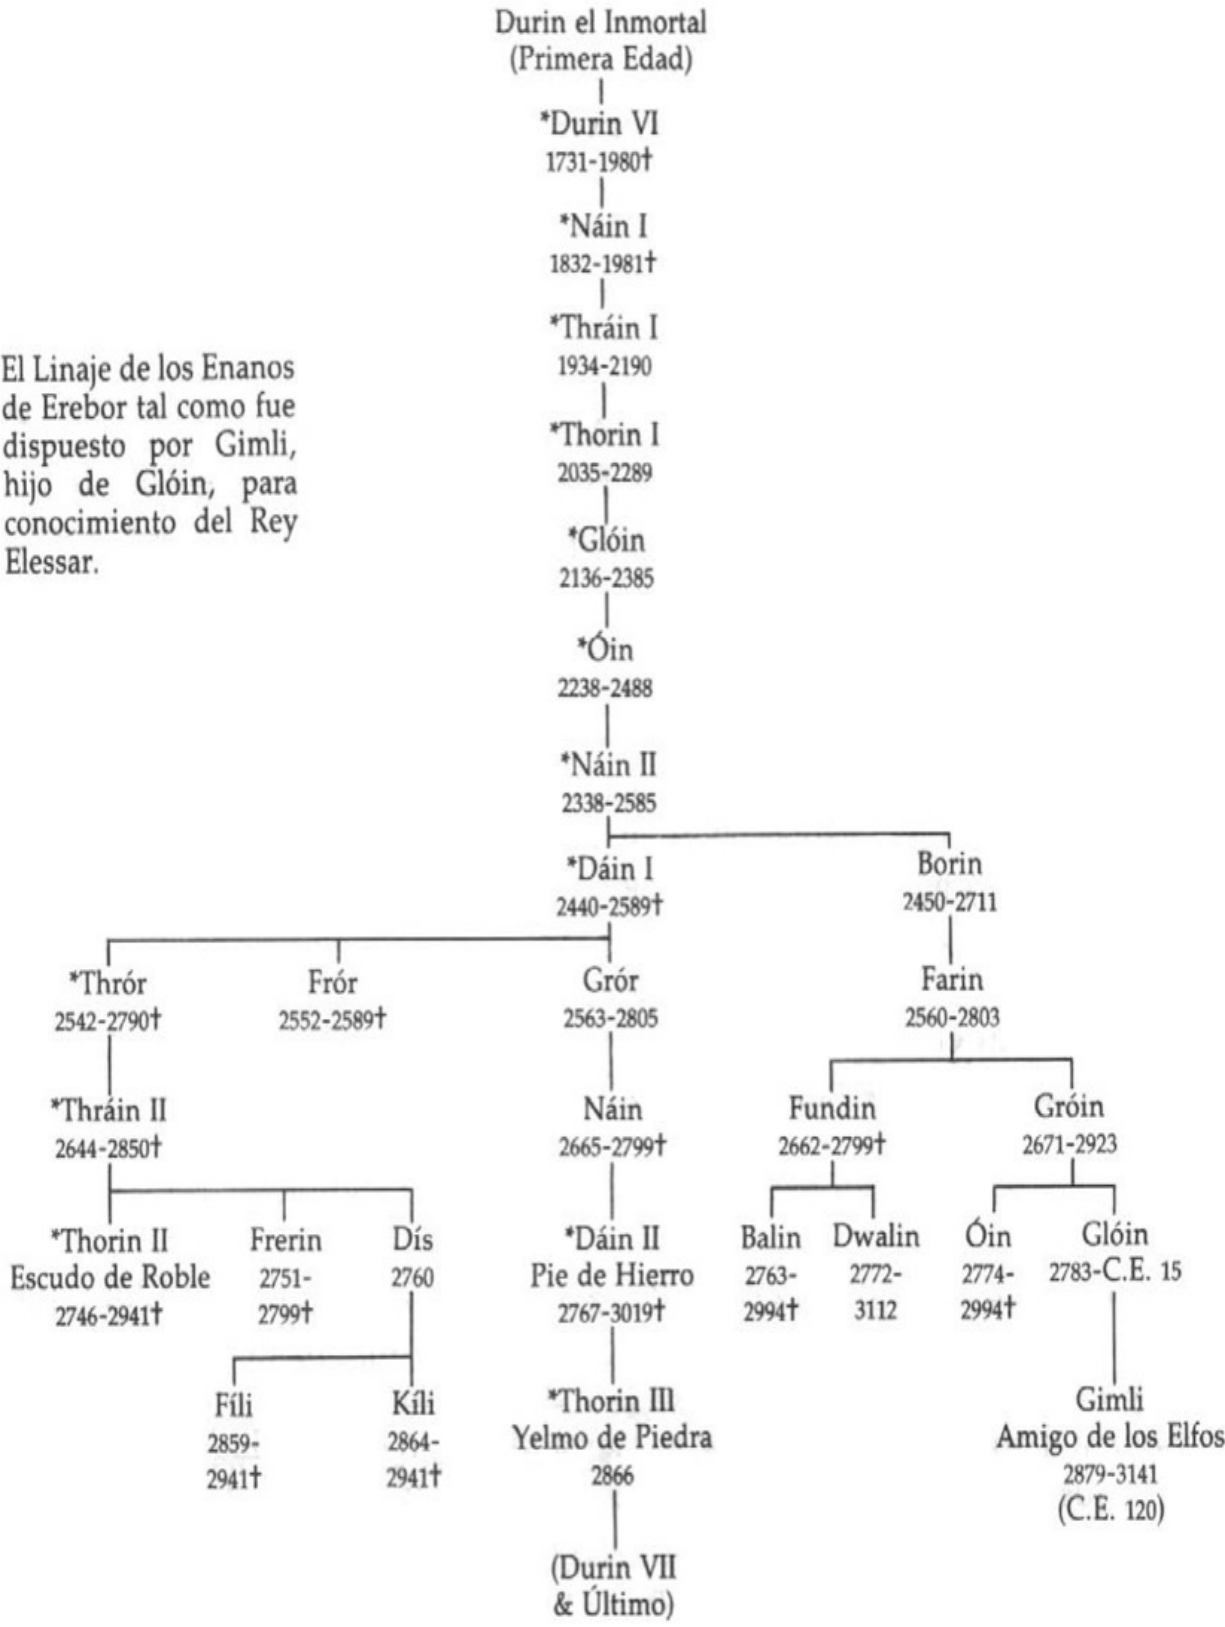 Durin el Inmortal
(Primera Edad)
*Durin VI
1731-1980†
*Náin I
1832-1981†
*Thráin I
1934-2190
El Linaje de los Enanos
de Erebor tal como fue
dispuesto por Gimli,
hijo de Glóin, para
conocimiento del Rey
Elessar.
*Thorin I
2035-2289
*Glóin
2136-2385
*Óin
2238-2488
*Náin II
2338-2585
*Dáin I
2440-2589†
Borin
2450-2711
*Thrór
2542-2790†
Frór
2552-2589†
Grór
2563-2805
Farin
2560-2803
*Thráin II
2644-2850†
Náin
2665-2799†
Fundin
2662-2799†
Gróin
2671-2923
*Thorin II
Escudo de Roble
2746-2941†
Frerin
2751-
2799†
Dís
2760
*Dáin II
Pie de Hierro
2767-3019†
Balin
2763-
2994†
Dwalin
2772-
3112
Óin
2774-
2994†
Glóin
2783-C.E. 15
Fíli
2859-
2941†
Kíli
2864-
2941†
*Thorin III
Yelmo de Piedra
2866
Gimli
Amigo de los Elfos
2879-3141
(C.E. 120)
(Durin VII
& Último)